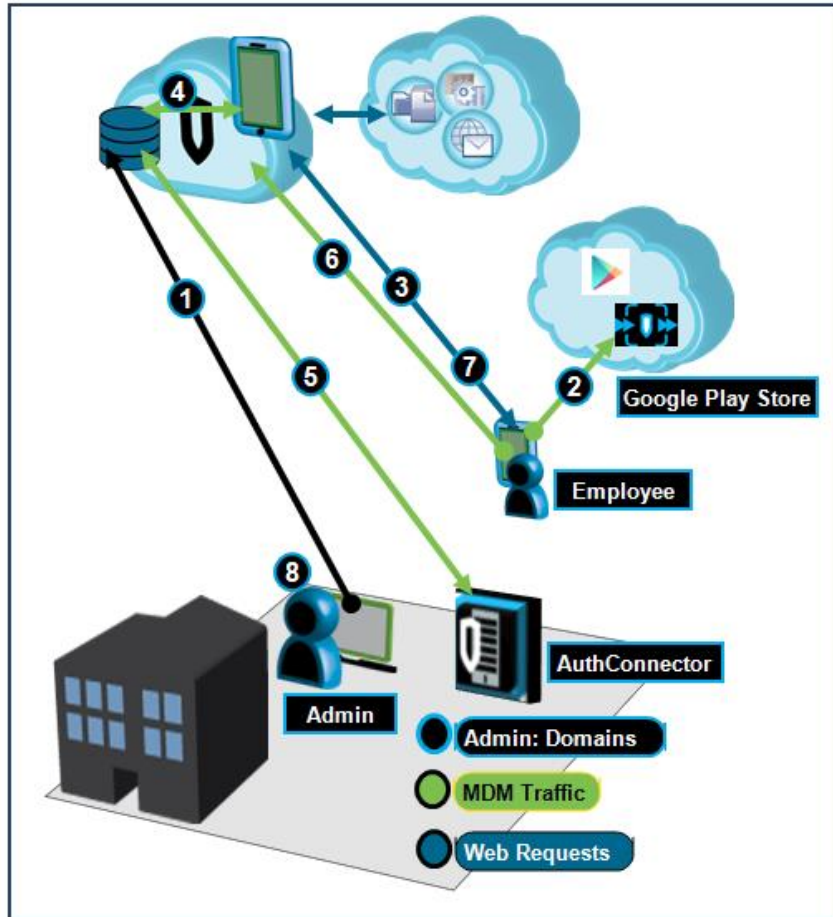 4
6
1
3
5
7
2
Google Play Store
Employee
8
AuthConnector
Admin
Admin: Domains
MDM Traffic
Web Requests